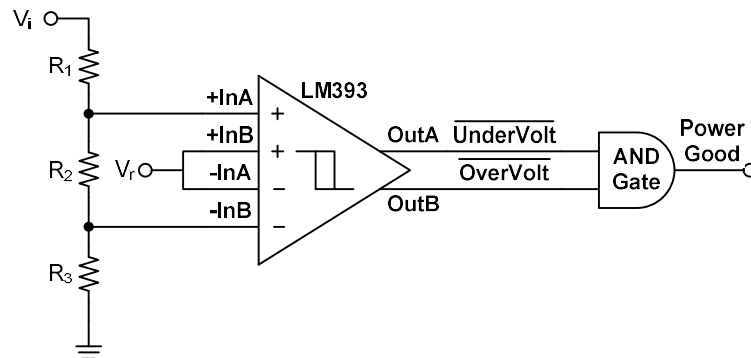 Vi
R1
R2
R3
Vr
+InA
+InB
-InA
-InB
LM393
+
+
−
−
OutA
UnderVolt
OverVolt
OutB
AND
Gate
Power
Good